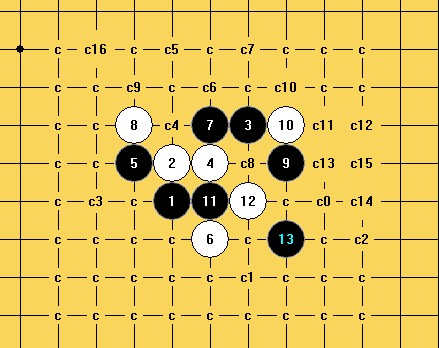 c c16 c c5 c c7 c c c
c c c9 c c6 c c10 c c
c c 8 c4 7 3 10 c11 c12
c c 5 2 4 c8 9 c13 c15
c c3 c 1 11 12 c c0 c14
c c c c 6 c 13 c c2
c c c c c c1 c c c
c c c c c c c c c